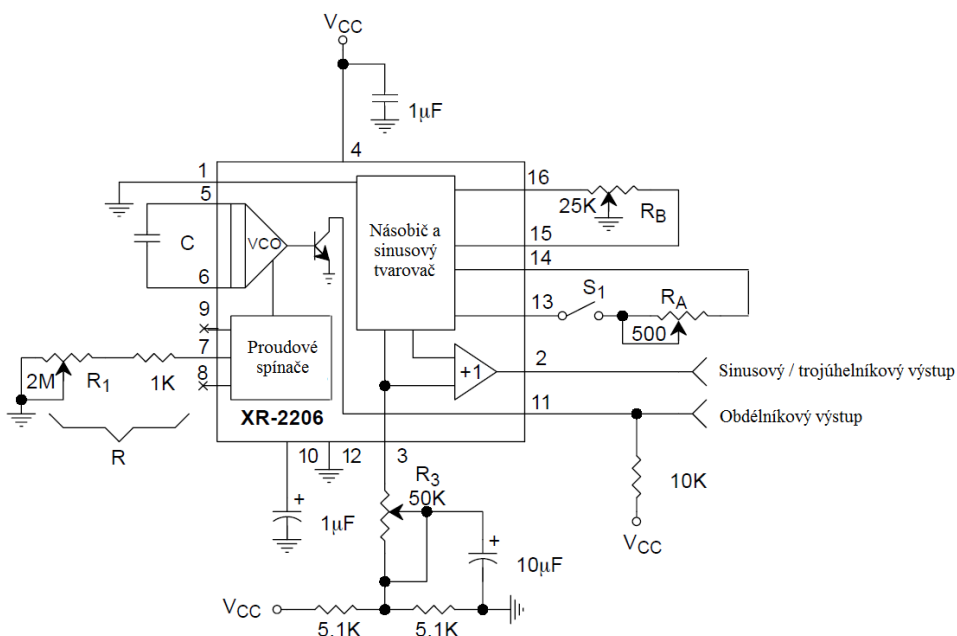 VCC
1µF
4
1
16
5
25K
RB
Násobič a
sinusový
tvarovač
C
VCO
15
14
6
S1
13
RA
9
500
7
Proudové
spínače
+1
2
Sinusový / trojúhelníkový výstup
2M
R1
1K
8
XR-2206
11
Obdélníkový výstup
R
10
12
3
R3
50K
10K
+
1µF
+
10µF
VCC
VCC
5.1K
5.1K